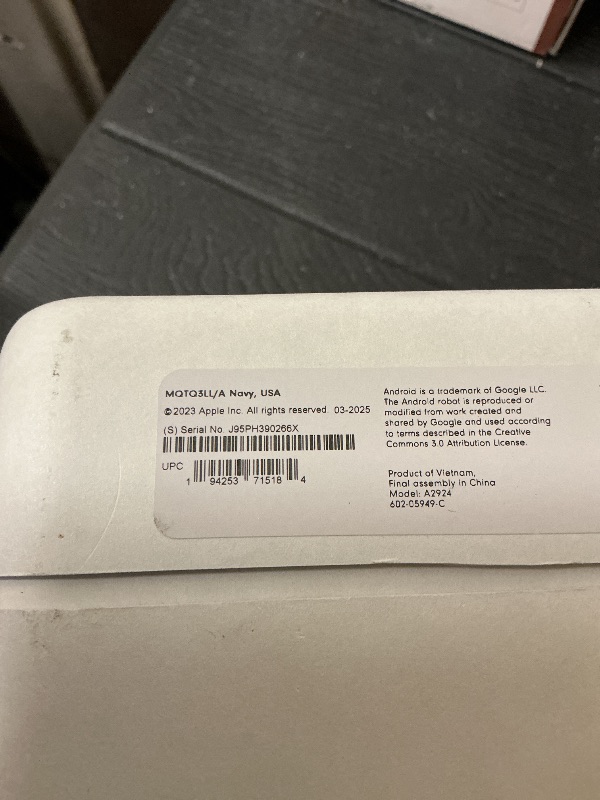 MQTQ3LL/A Navy, USA
©2023 Apple Inc. All rights reserved. 03-2025
(S) Serial No. J95PH390266X
UPC
1 94253 71518 4
Android is a trademark of Google LLC.
The Android robot is reproduced or
modified from work created and
shared by Google and used according
to terms described in the Creative
Commons 3.0 Attribution License.
Product of Vietnam,
Final assembly in China
Model: A2924
602-05949-C